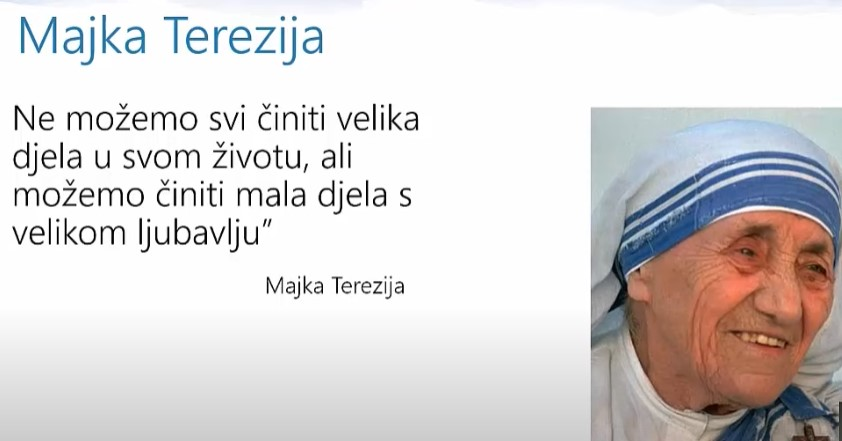 Majka Terezija
Ne možemo svi činiti velika
djela u svom životu, ali
možemo činiti mala djela s
velikom ljubavlju”
Majka Terezija